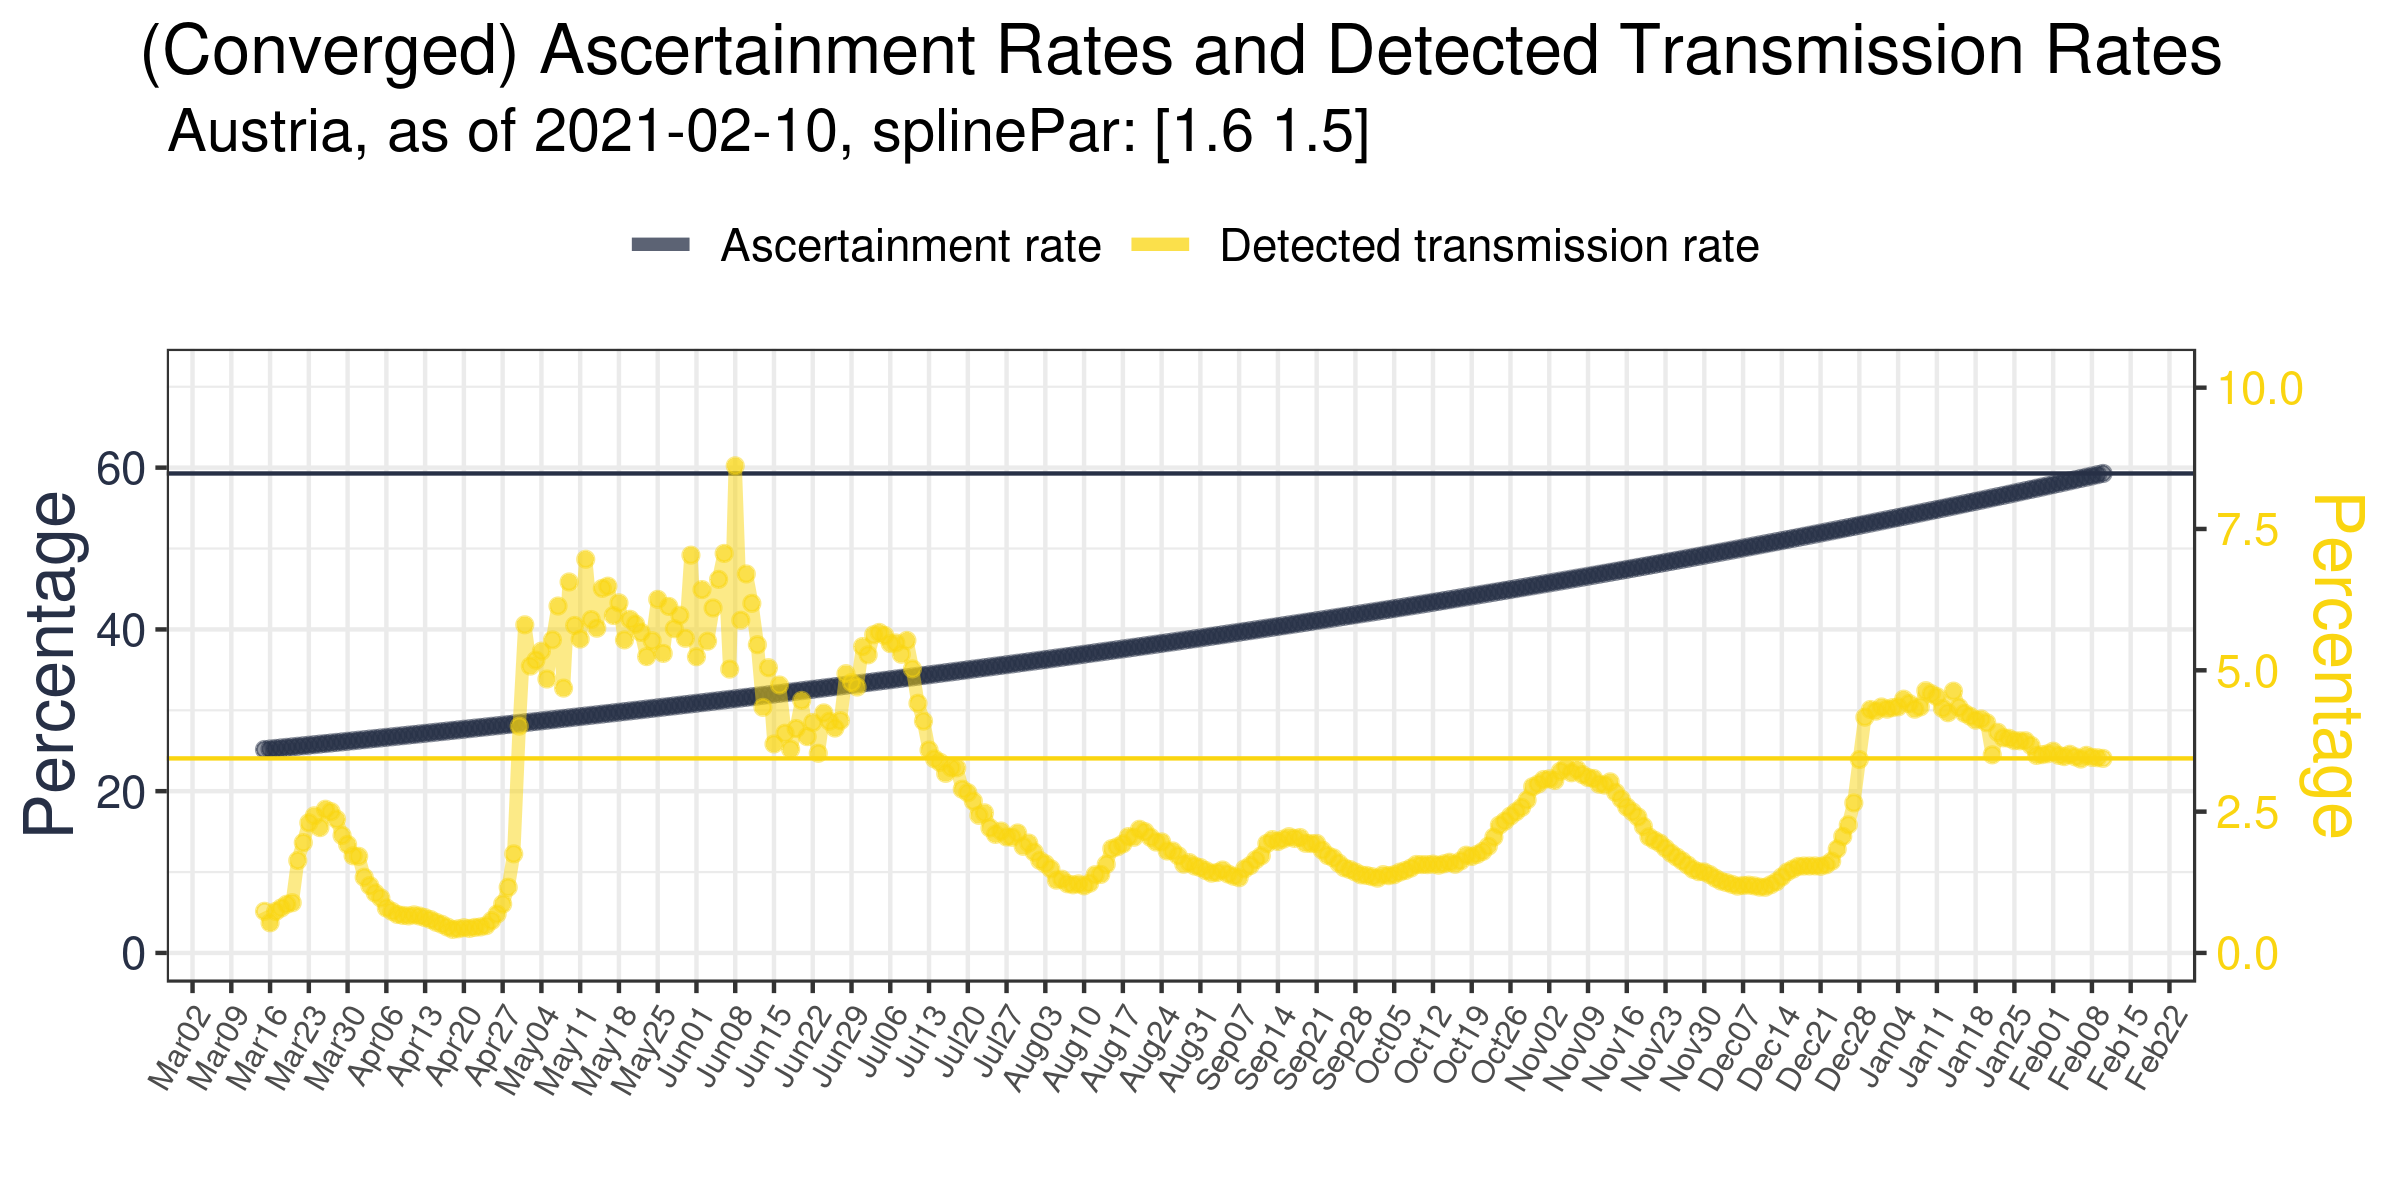 (Converged) Ascertainment Rates and Detected Transmission Rates
Austria, as of 2021-02-10, splinePar: [1.6 1.5]
Ascertainment rate
Detected transmission rate
Percentage
60
40
20
0
10.0
7.5
5.0
2.5
0.0
Percentage
Mar02
Mar09
Mar16
Mar23
Mar30
Apr06
Apr13
Apr20
Apr27
May04
May11
May18
May25
Jun01
Jun08
Jun15
Jun22
Jun29
Jul06
Jul13
Jul20
Jul27
Aug03
Aug10
Aug17
Aug24
Aug31
Sep07
Sep14
Sep21
Sep28
Oct05
Oct12
Oct19
Oct26
Nov02
Nov09
Nov16
Nov23
Nov30
Dec07
Dec14
Dec21
Dec28
Jan04
Jan11
Jan18
Jan25
Feb01
Feb08
Feb15
Feb22